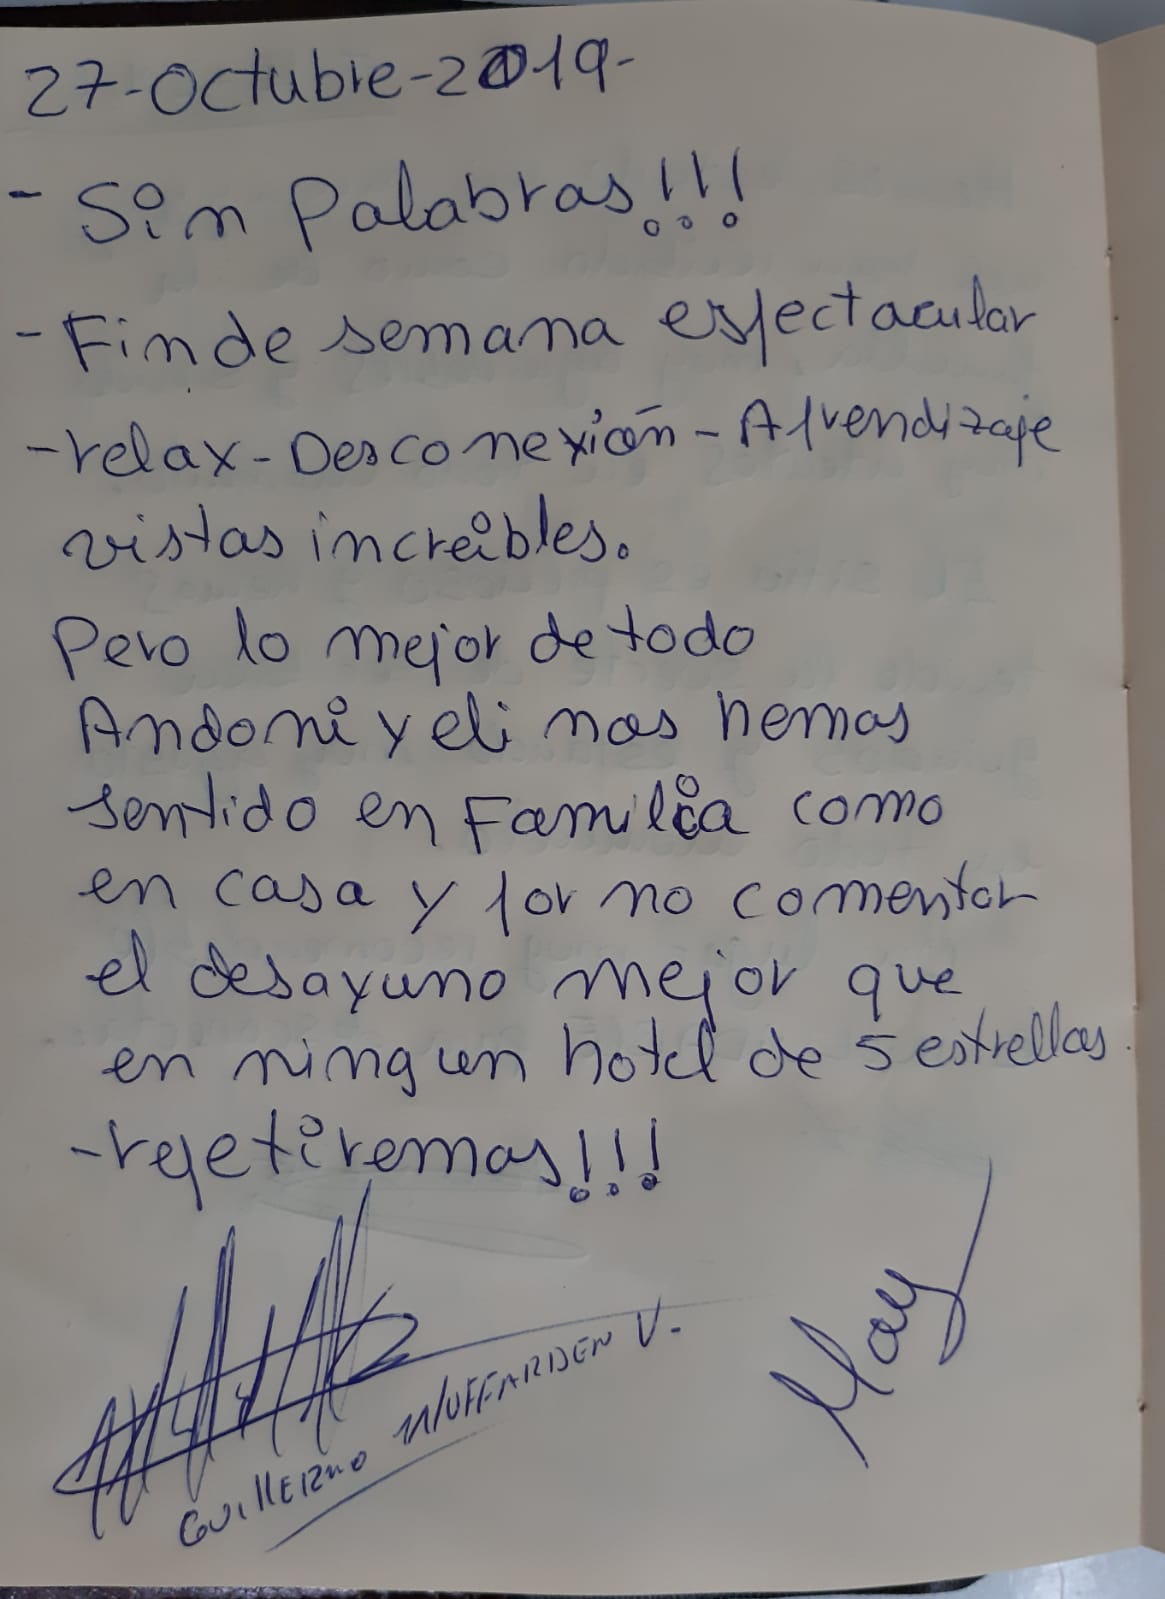 27-Octubre-2019-
- Sin Palabras!!!
- Fin de semana espectacular
- relax - Desconexión - Aprendizaje
vistas increibles.
Pero lo mejor de todo
Andoni y eli nos hemos
sentido en Familia como
en casa y por no comentar
el desayuno mejor que
en ningun hotel de 5 estrellas.
- repetiremos!!!
May
GUILLERMO V.-